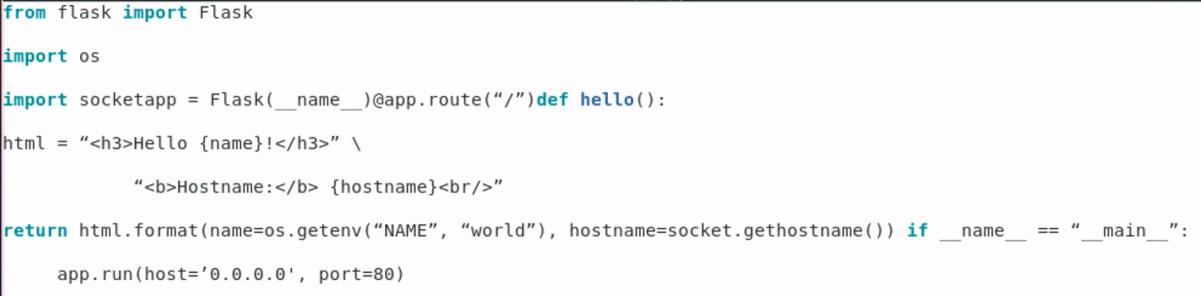 from flask import Flask
import os
import socketapp = Flask(__name__)@app.route(“/”)def hello():
html = “<h3>Hello {name}!</h3>” \
“<b>Hostname:</b> {hostname}<br/>”
return html.format(name=os.getenv(“NAME”, “world”), hostname=socket.gethostname()) if __name__ == “__main__”:
app.run(host=’0.0.0.0', port=80)